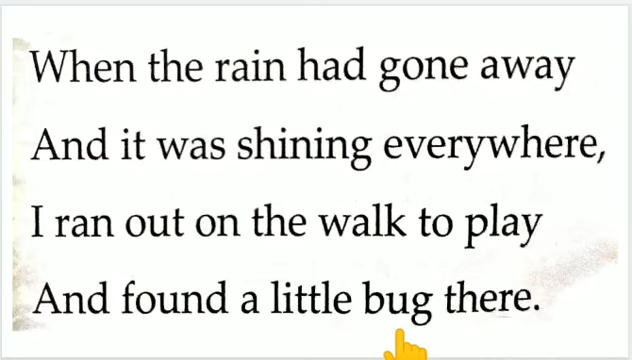 When the rain had gone away
And it was shining everywhere,
I ran out on the walk to play
And found a little bug there.